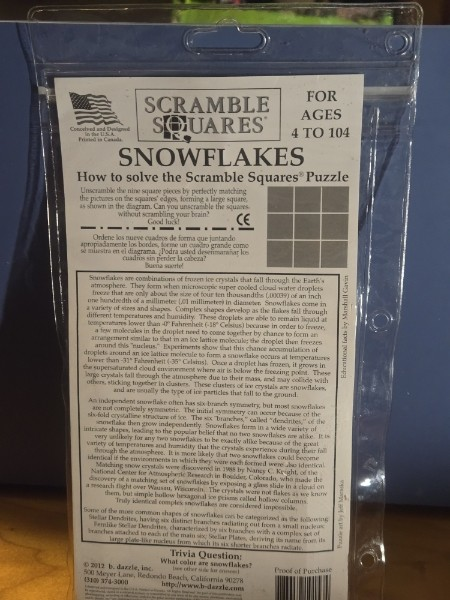 b. dazzle.
Conceived and Designed
in the U.S.A.
Printed in Canada
SCRAMBLE
SQUARES®
FOR
AGES
4 TO 104
SNOWFLAKES
How to solve the Scramble Squares® Puzzle
Unscramble the nine square pieces by perfectly matching
the pictures on the squares' edges, forming a large square,
as shown in the diagram. Can you unscramble the squares
without scrambling your brain?
Good luck!
CE
Ordene los nueve cuadros de forma que juntando
apropiadamente los bordes, forme un cuadro grande como
se muestra en el diagrama. ¿Podra usted desenmarañar los
cuadros sin perder la cabeza?
Buena suerte!
Snowflakes are combinations of frozen ice crystals that fall through the Earth's
atmosphere. They form when microscopic super cooled cloud water droplets
freeze that are only about the size of four ten thousandths (.00039) of an inch
one hundredths of a millimeter (.01 millimeter) in diameter. Snowflakes come in
a variety of sizes and shapes. Complex shapes develop as the flakes fall through
different temperatures and humidity. These droplets are able to remain liquid at
temperatures lower than -0° Fahrenheit (-18° Celsius) because in order to freeze,
a few molecules in the droplet need to come together by chance to form an
arrangement similar to that in an ice lattice molecule; the droplet then freezes
around this "nucleus." Experiments show that this chance accumulation of
droplets around an ice lattice molecule to form a snowflake occurs at temperatures
lower than -31° Fahrenheit (-35° Celsius). Once a droplet has frozen, it grows in
the supersaturated cloud environment where air is below the freezing point. These
large crystals fall through the atmosphere due to their mass, and may collide with
others, sticking together in clusters. These clusters of ice crystals are snowflakes,
and are usually the type of ice particles that fall to the ground.
An independent snowflake often has six-branch symmetry, but most snowflakes
are not completely symmetric. The initial symmetry can occur because of the
six-fold crystalline structure of ice. The six "branches," called "dendrites," of the
snowflake then grow independently. Snowflakes form in a wide variety of
intricate shapes, leading to the popular belief that no two snowflakes are alike. It is
very unlikely for any two snowflakes to be exactly alike because of the great
variety of temperatures and humidity that the crystals experience during their fall
through the atmosphere. It is more likely that two snowflakes could become
identical if the environments in which they were each formed were also identical
Matching snow crystals were discovered in 1988 by Nancy C. Knight, of the
National Center for Atmospheric Research in Boulder, Colorado, who made the
discovery of a matching set of snowflakes by exposing a glass slide in a cloud on
a research flight over Wausau, Wisconsin. The crystals were not flakes as we know
them, but simple hollow hexagonal ice prisms called hollow columns.
Truly identical complex snowflakes are considered impossible.
Some of the more common shapes of snowflakes can be categorized as the following
Stellar Dendrites, having six distinct branches radiating out from a small nucleus
Fernlike Stellar Dendrites, characterized by six branches with a complex set of
branches attached to each of the main six; Stellar Plates, deriving its name from its
large plate-like nucleus from which its six shorter branches radiate.
Educational facts by Marshall Gavin
Puzzle art by Jeff
Trivia Question:
What color are snowflakes?
(see other side for answer)
© 2012 b. dazzle, inc.
500 Meyer Lane, Redondo Beach, California 90278
(310) 374-3000
http://www.b-dazzle.com
Proof of Purchase